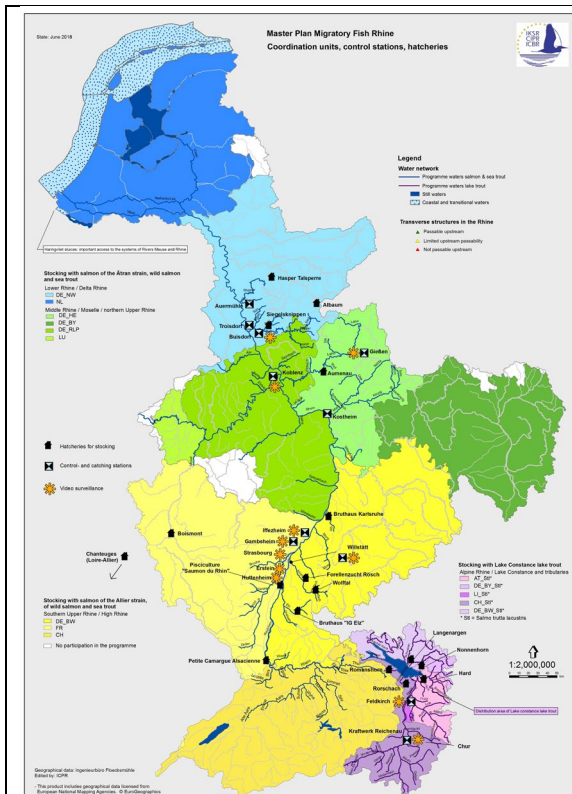 State: June 2018
Master Plan Migratory Fish Rhine
Coordination units, control stations, hatcheries
IKSR
CIPR
ICBR
Legend
Water network
Programme waters salmon & sea trout
Programme waters lake trout
Still waters
Coastal and transitional waters
Transverse structures in the Rhine
Passable upstream
Limited upstream passability
Not passable upstream
Haringvliet sluices: important access to the systems of Rivers Meuse and Rhine
Stocking with salmon of the Ätran strain, wild salmon
and sea trout
Lower Rhine / Delta Rhine
DE_NW
NL
Middle Rhine / Moselle / northern Upper Rhine
DE_HE
DE_BY
DE_RLP
LU
Hasper Talsperre
Auermühle
Albaum
Siegelsknippen
Troisdorf
Buisdorf
Gießen
Koblenz
Aumenau
Kostheim
Hatcheries for stocking
Control- and catching stations
Video surveillance
Bruthaus Karlsruhe
Iffezheim
Gambsheim
Strasbourg
Erstein
Huttenheim
Willstätt
Boismont
Chanteuges
(Loire-Allier)
Pisciculture
"Saumon du Rhin"
Forellenzucht Rösch
Wolftal
Bruthaus "IG Elz"
Stocking with salmon of the Allier strain,
of wild salmon and sea trout
Southern Upper Rhine / High Rhine
DE_BW
FR
CH
No participation in the programme
Stocking with Lake Constance lake trout
Alpine Rhine / Lake Constance and tributaries
AT_Stl*
DE_BY_Stl*
LI_Stl*
CH_Stl*
DE_BW_Stl*
* Stl = Salmo trutta lacustris
Petite Camargue Alsacienne
Langenargen
Nonnenhorn
Romanshorn
Hard
Rorschach
Feldkirch
Kraftwerk Reichenau
Chur
1:2,000,000
Distribution area of Lake constance lake trout
Geographical data: Ingenieurbüro Floecksmühle
Edited by: ICPR
- This product includes geographical data licensed from
European National Mapping Agencies. © EuroGeographics